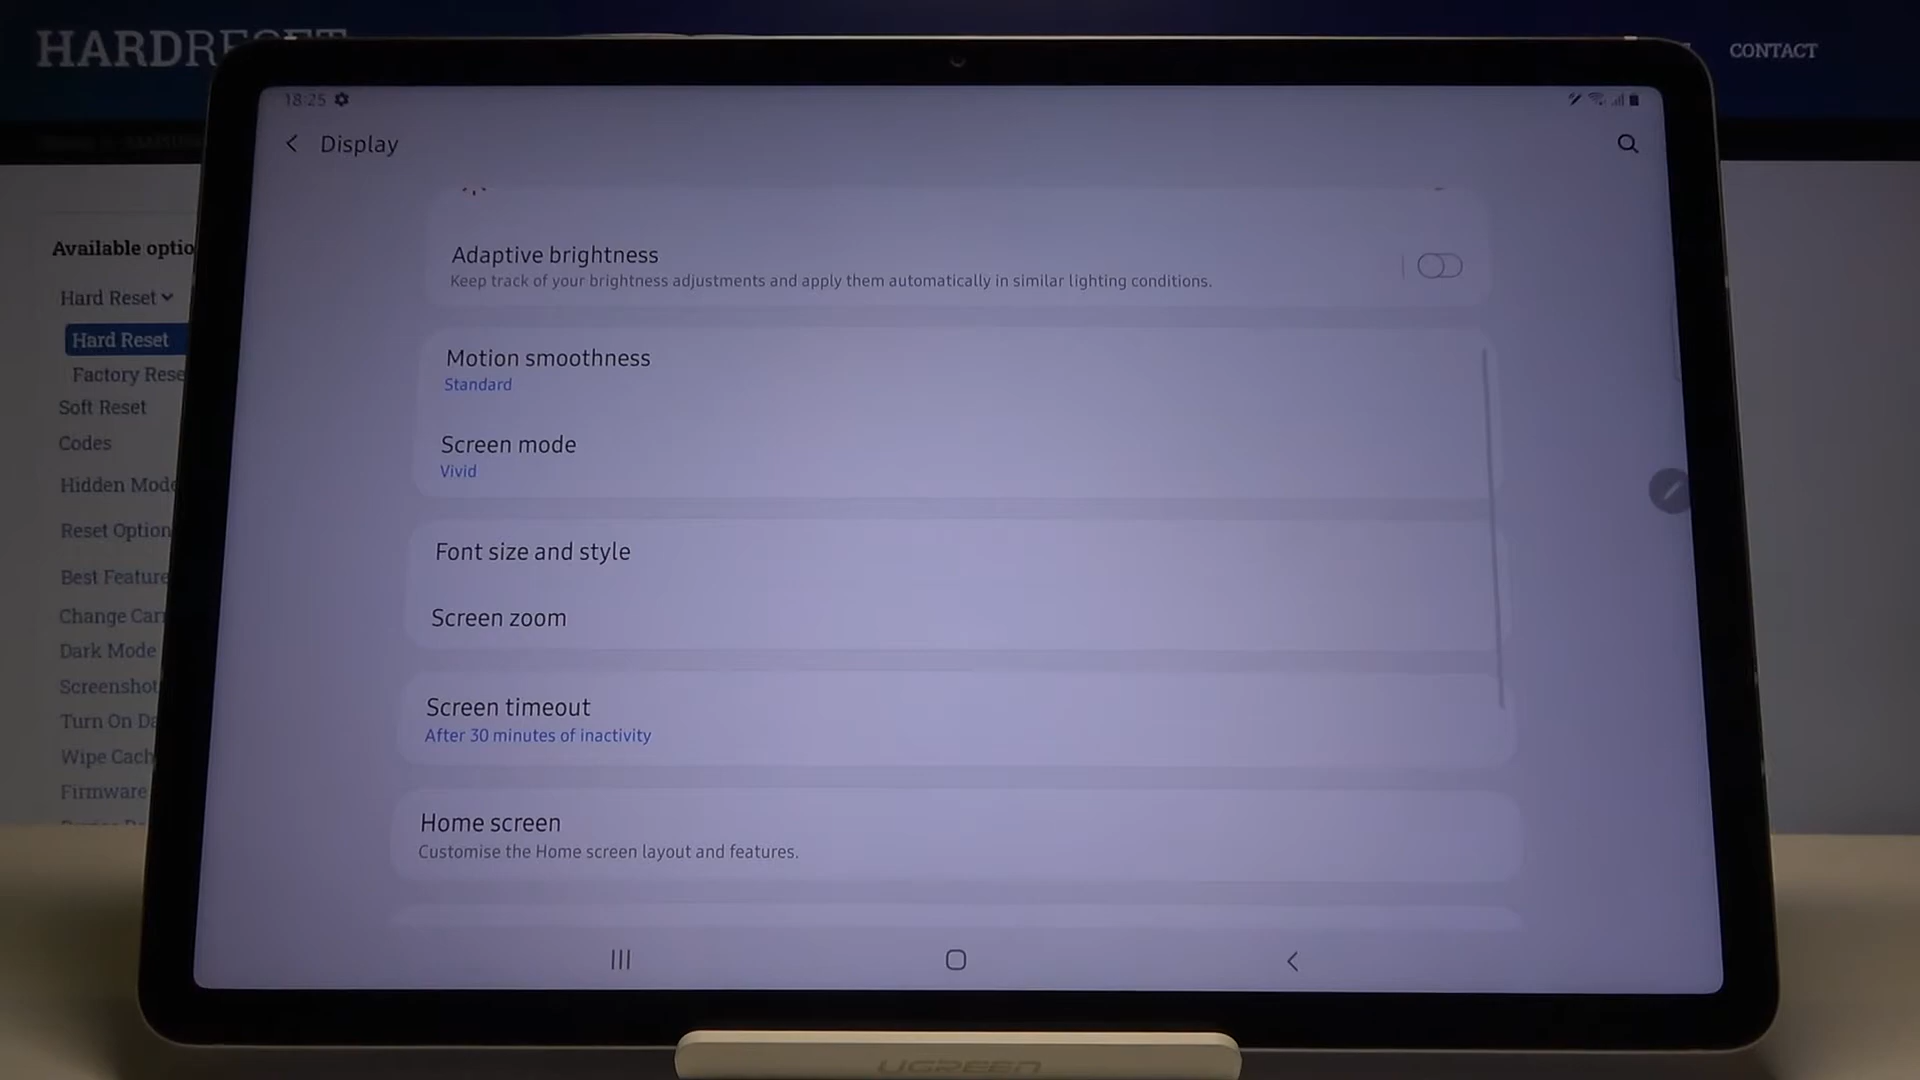 HARDRESET
CONTACT
18:25
Display
Adaptive brightness
Keep track of your brightness adjustments and apply them automatically in similar lighting conditions.
Motion smoothness
Standard
Screen mode
Vivid
Font size and style
Screen zoom
Screen timeout
After 30 minutes of inactivity
Home screen
Customise the Home screen layout and features.
Available optio
Hard Reset
Hard Reset
Factory Rese
Soft Reset
Codes
Hidden Mode
Reset Option
Best Feature
Change Carr
Dark Mode
Screenshot
Turn On Da
Wipe Cach
Firmware
UGREEN